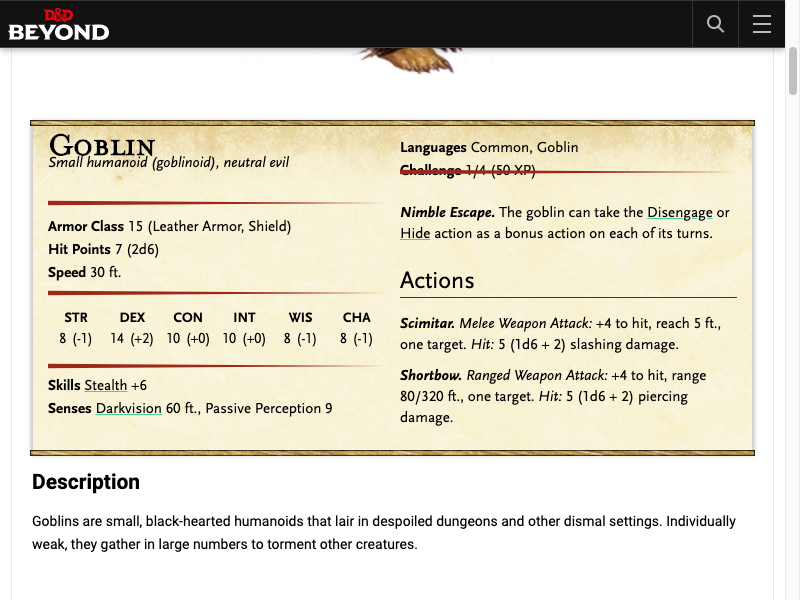 D&D
BEYOND
GOBLIN
Small humanoid (goblinoid), neutral evil
Armor Class 15 (Leather Armor, Shield)
Hit Points 7 (2d6)
Speed 30 ft.
STR DEX CON INT WIS CHA
8 (-1) 14 (+2) 10 (+0) 10 (+0) 8 (-1) 8 (-1)
Skills Stealth +6
Senses Darkvision 60 ft., Passive Perception 9
Languages Common, Goblin
Challenge 1/4 (50 XP)
Nimble Escape. The goblin can take the Disengage or
Hide action as a bonus action on each of its turns.
Actions
Scimitar. Melee Weapon Attack: +4 to hit, reach 5 ft.,
one target. Hit: 5 (1d6 + 2) slashing damage.
Shortbow. Ranged Weapon Attack: +4 to hit, range
80/320 ft., one target. Hit: 5 (1d6 + 2) piercing
damage.
Description
Goblins are small, black-hearted humanoids that lair in despoiled dungeons and other dismal settings. Individually
weak, they gather in large numbers to torment other creatures.